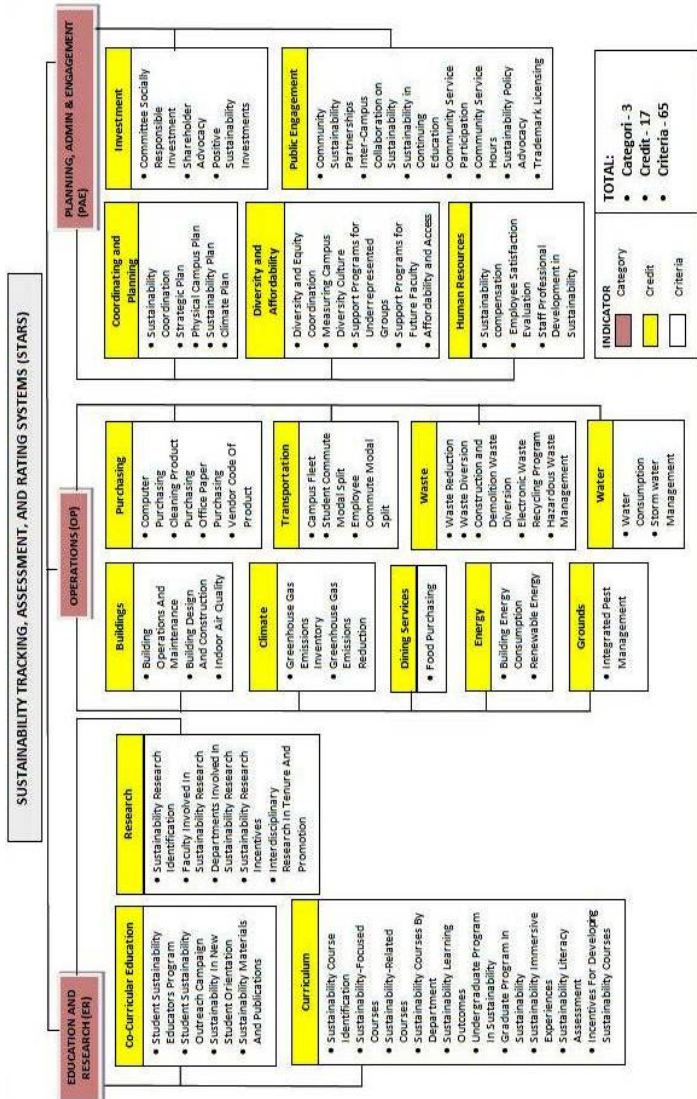 SUSTAINABILITY TRACKING, ASSESSMENT, AND RATING SYSTEMS (STARS)
EDUCATION AND
RESEARCH (ER)
Co-Curricular Education
• Student Sustainability
Educators Program
• Student Sustainability
Outreach Campaign
• Sustainability In New
Student Orientation
• Sustainability Materials
And Publications
Research
• Sustainability Research
Identification
• Faculty Involved In
Sustainability Research
• Departments Involved In
Sustainability Research
• Sustainability Research
Incentives
• Interdisciplinary
Research In Tenure And
Promotion
Curriculum
• Sustainability Course
Identification
• Sustainability-Focused
Courses
• Sustainability-Related
Courses
• Sustainability Courses By
Department
• Sustainability Learning
Outcomes
• Undergraduate Program
In Sustainability
• Graduate Program In
Sustainability
• Sustainability Immersive
Experiences
• Sustainability Literacy
Assessment
• Incentives For Developing
Sustainability Courses
OPERATIONS (OP)
Buildings
• Building
Operations And
Maintenance
• Building Design
And Construction
• Indoor Air Quality
Climate
• Greenhouse Gas
Emissions
Inventory
• Greenhouse Gas
Emissions
Reduction
Dining Services
• Food Purchasing
Energy
• Building Energy
Consumption
• Renewable Energy
Grounds
• Integrated Pest
Management
Purchasing
• Computer
Purchasing
• Cleaning Product
Purchasing
• Office Paper
Purchasing
• Vendor Code Of
Product
Transportation
• Campus Fleet
• Student Commute
Modal Split
• Employee
Commute Modal
Split
Waste
• Waste Reduction
• Waste Diversion
• Construction and
Demolition Waste
Diversion
• Electronic Waste
Recycling Program
• Hazardous Waste
Management
Water
• Water
Consumption
• Storm water
Management
PLANNING, ADMIN & ENGAGEMENT
(PAE)
Coordinating and
Planning
• Sustainability
Coordination
• Strategic Plan
• Physical Campus Plan
• Sustainability Plan
• Climate Plan
Diversity and
Affordability
• Diversity and Equity
Coordination
• Measuring Campus
Diversity Culture
• Support Programs for
Underrepresented
Groups
• Support Programs for
Future Faculty
• Affordability and Access
Human Resources
• Sustainability
compensation
• Employee Satisfaction
Evaluation
• Staff Professional
Development in
Sustainability
Investment
• Committee Socially
Responsible
Investment
• Shareholder
Advocacy
• Positive
Sustainability
Investments
Public Engagement
• Community
Sustainability
Partnerships
• Inter-Campus
Collaboration on
Sustainability
• Sustainability in
Continuing
Education
• Community Service
Participation
• Community Service
Hours
• Sustainability Policy
Advocacy
• Trademark Licensing
INDICATOR
Category
Credit
Criteria
TOTAL:
• Categori - 3
• Credit - 17
• Criteria - 65